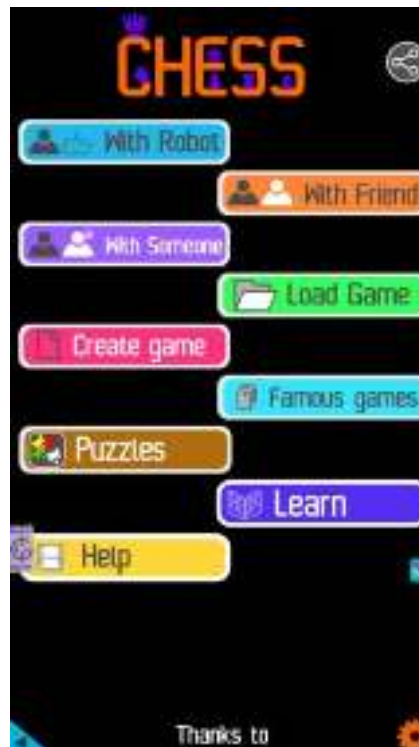 CHESS
With Robot
With Friend
With Someone
Load Game
Create game
Famous games
Puzzles
Learn
Help
Thanks to